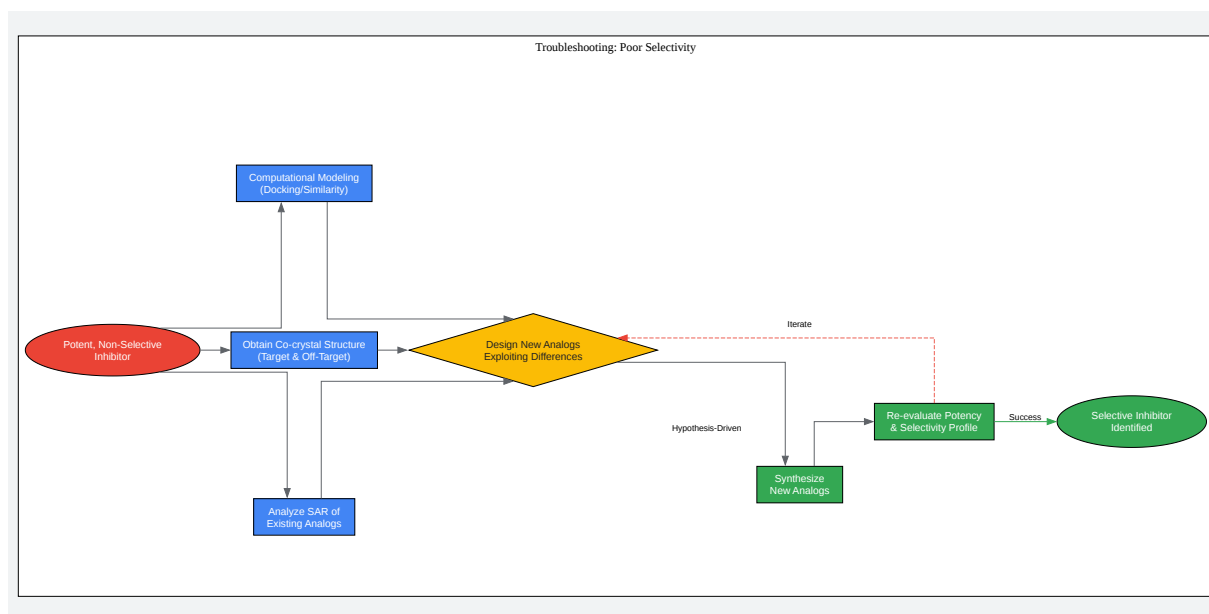 Troubleshooting: Poor Selectivity
Computational Modeling
(Docking/Similarity)
Potent, Non-Selective
Inhibitor
Obtain Co-crystal Structure
(Target & Off-Target)
Analyze SAR of
Existing Analogs
Design New Analogs
Exploiting Differences
Hypothesis-Driven
Synthesize
New Analogs
Iterate
Re-evaluate Potency
& Selectivity Profile
Success
Selective Inhibitor
Identified